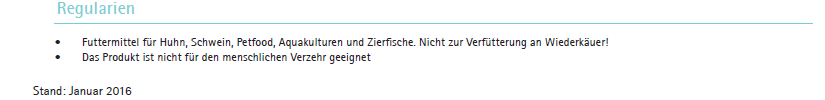 Regularien
• Futtermittel für Huhn, Schwein, Petfood, Aquakulturen und Zierfische. Nicht zur Verfütterung an Wiederkäuer!
• Das Produkt ist nicht für den menschlichen Verzehr geeignet
Stand: Januar 2016